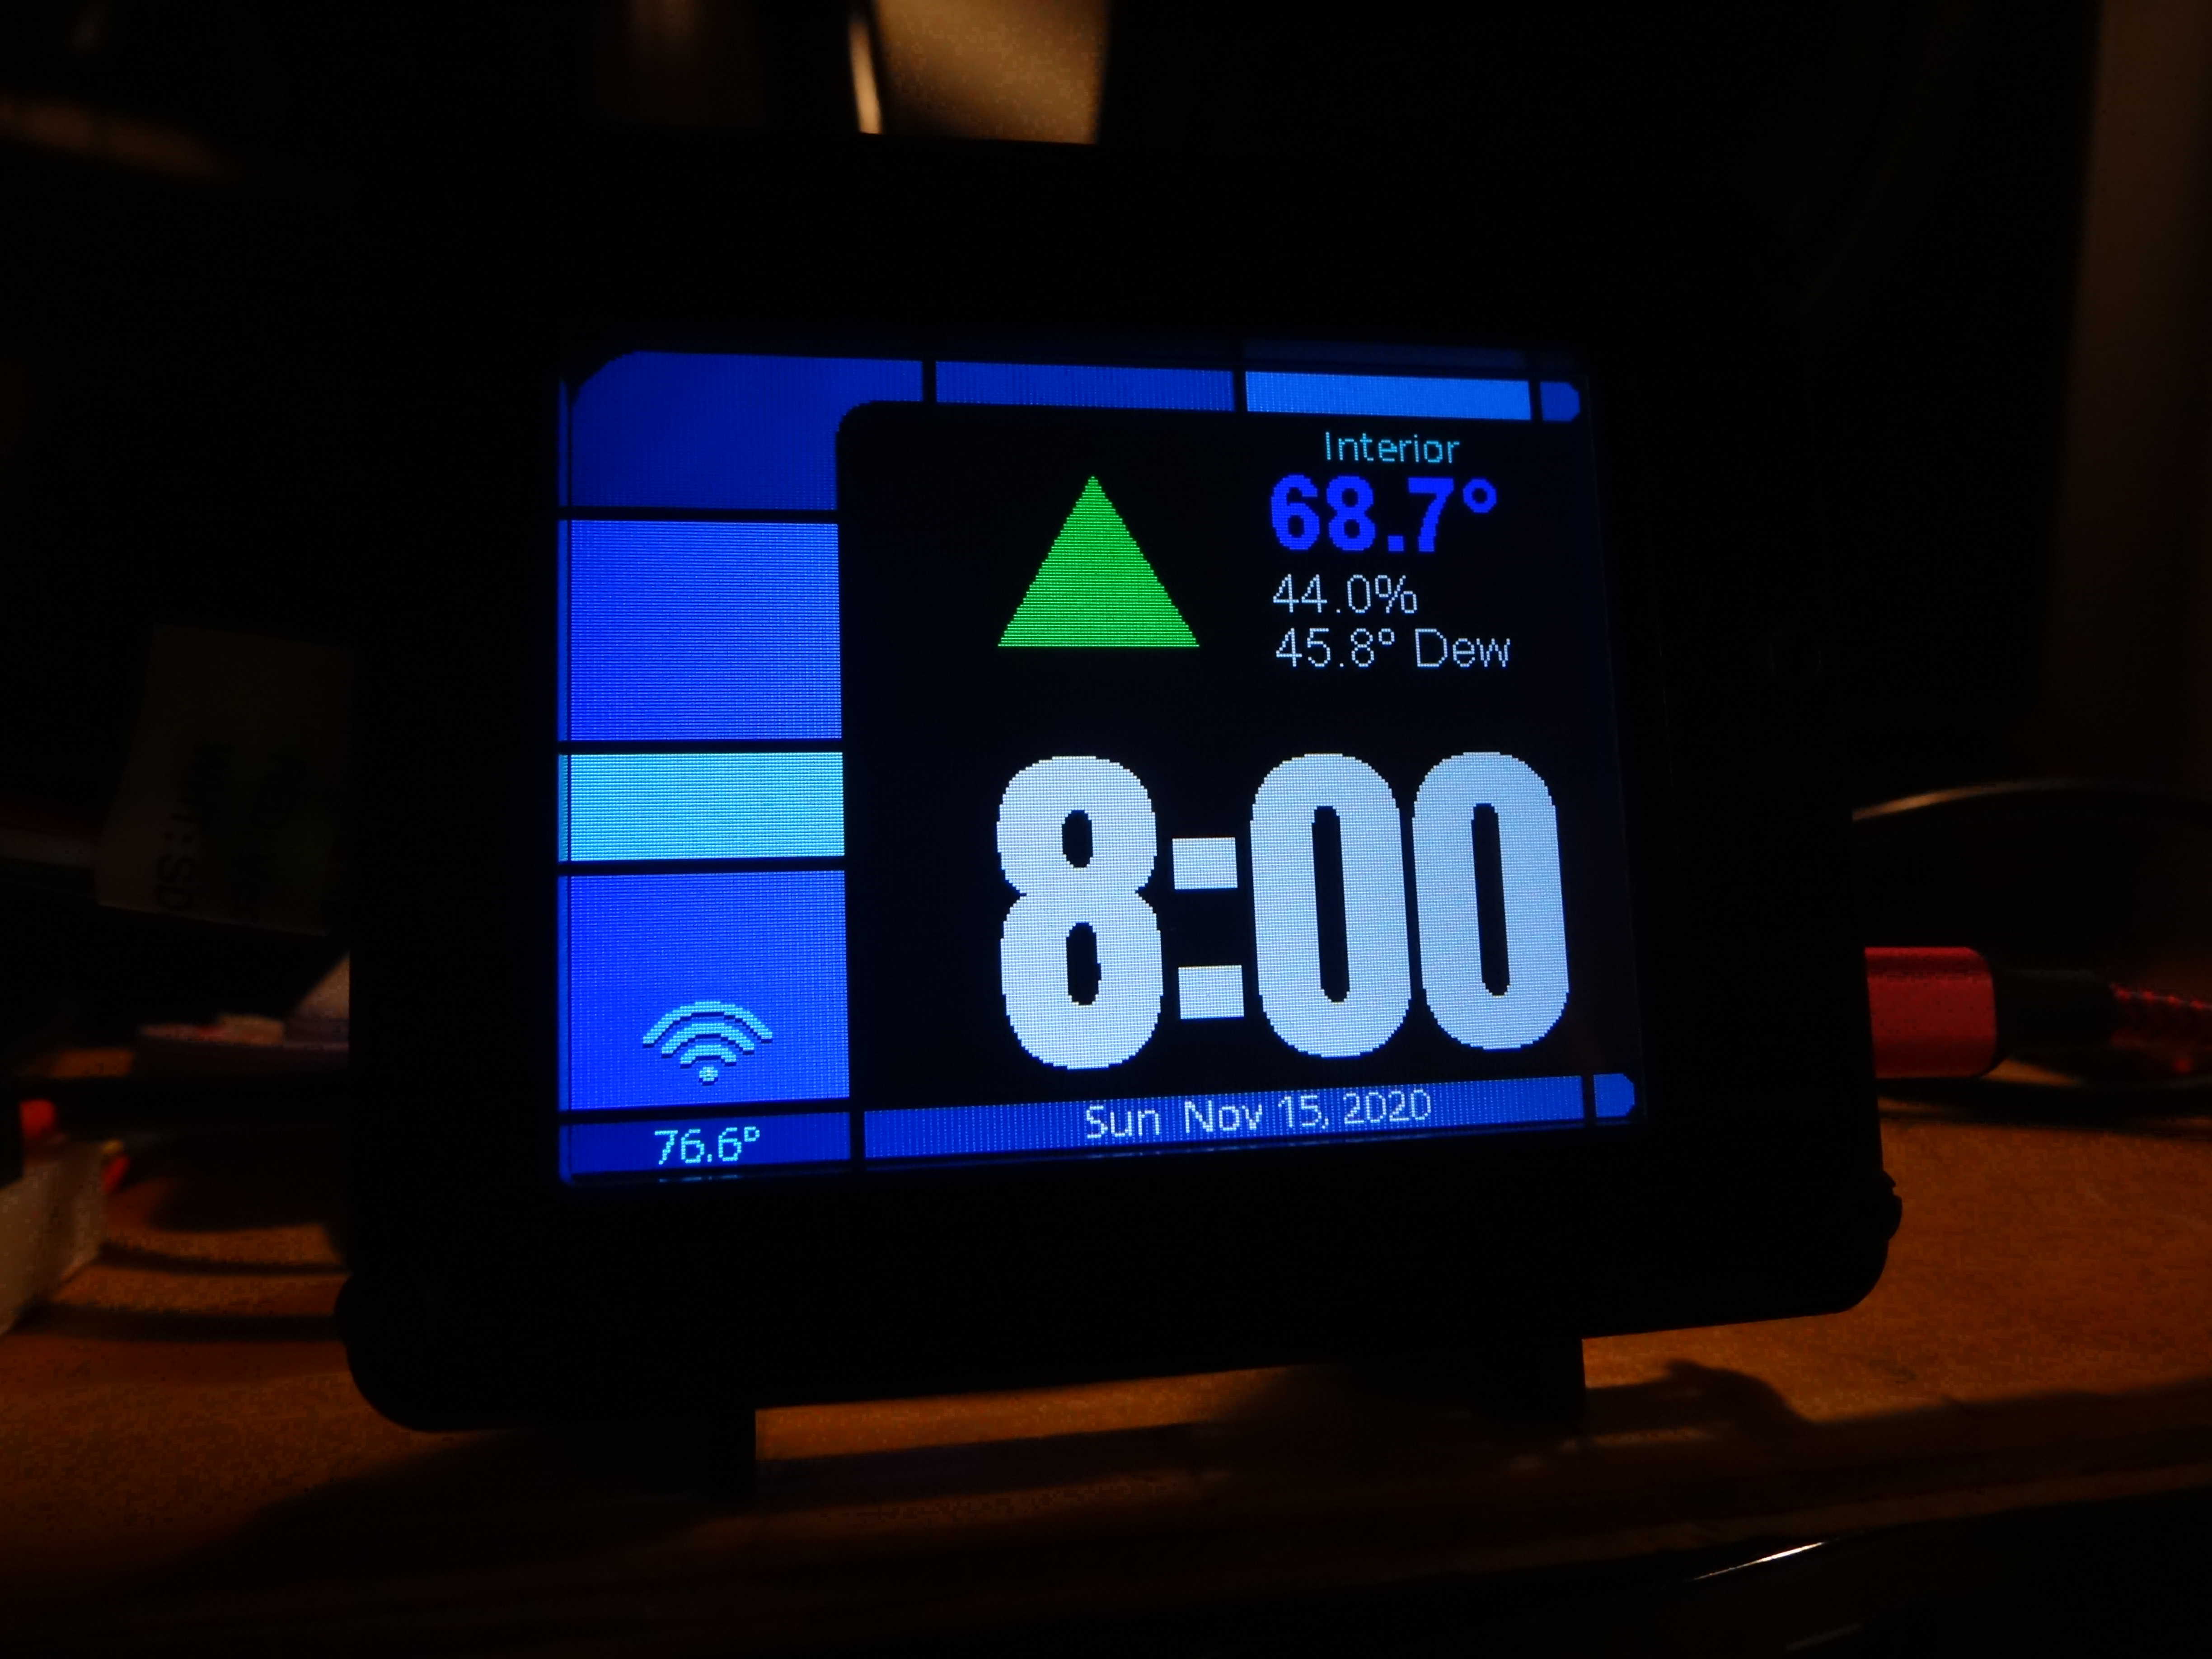 Interior
68.7°
44.0%
45.8° Dew
8:00
Sun Nov 15, 2020
76.6°